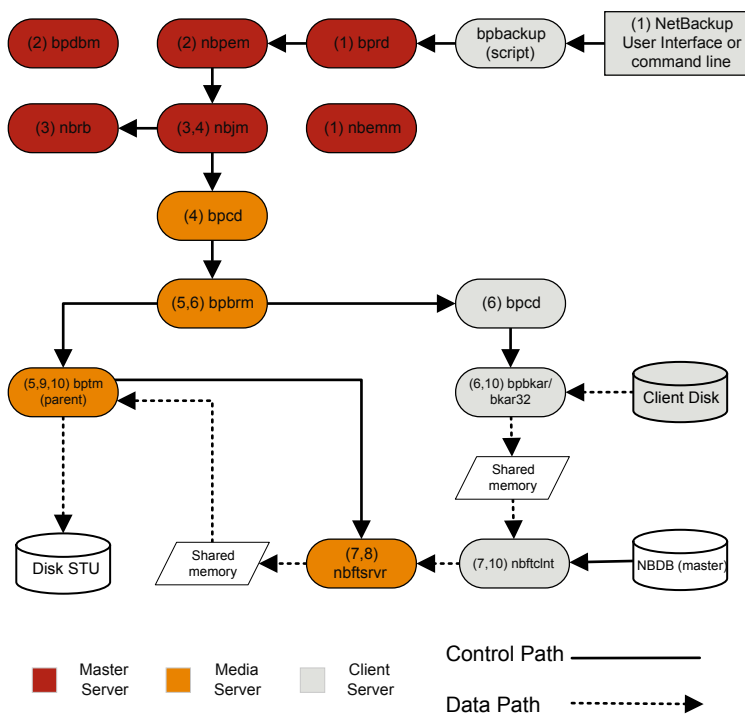 (2) bpdbm
(2) nbpem
(1) bprd
bpbackup
(script)
(1) NetBackup
User Interface or
command line
(3) nbrb
(3,4) nbjm
(1) nbemm
(4) bpcd
(5,6) bpbrm
(6) bpcd
(5,9,10) bptm
(parent)
(6,10) bpbkar/
bkar32
Client Disk
Shared
memory
Disk STU
Shared
memory
(7,8)
nbftsrvr
(7,10) nbftclnt
NBDB (master)
Master
Server
Media
Server
Client
Server
Control Path
Data Path